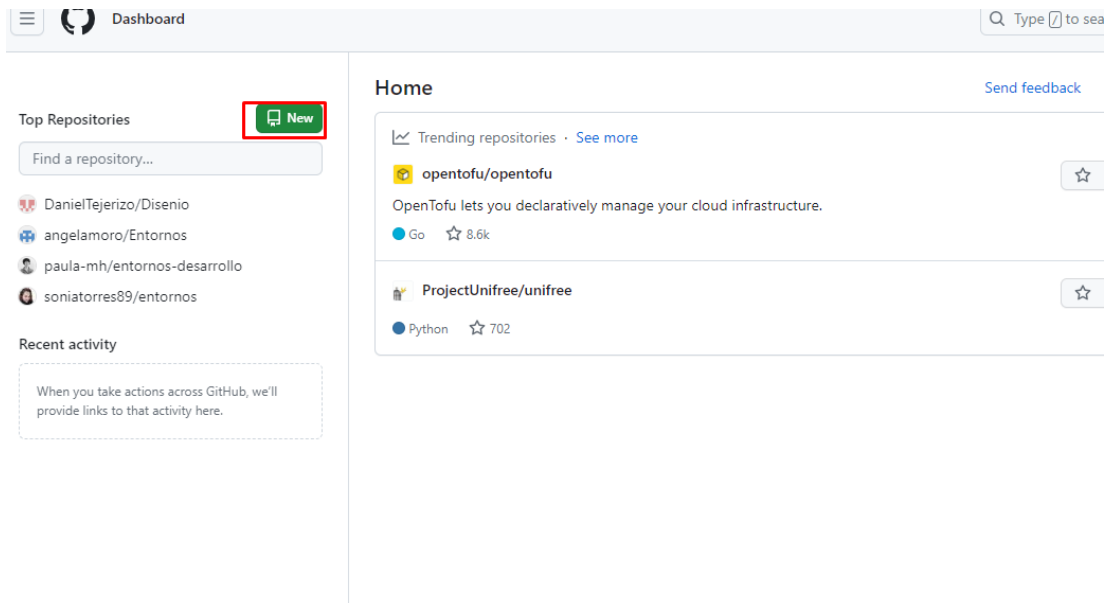 Dashboard
Type / to sea
Top Repositories
New
Find a repository...
DanielTejerizo/Disenio
angelamoro/Entornos
paula-mh/entornos-desarrollo
soniatorres89/entornos
Recent activity
When you take actions across GitHub, we'll
provide links to that activity here.
Home
Send feedback
Trending repositories · See more
opentofu/opentofu
OpenTofu lets you declaratively manage your cloud infrastructure.
Go 8.6k
ProjectUnifree/unifree
Python 702